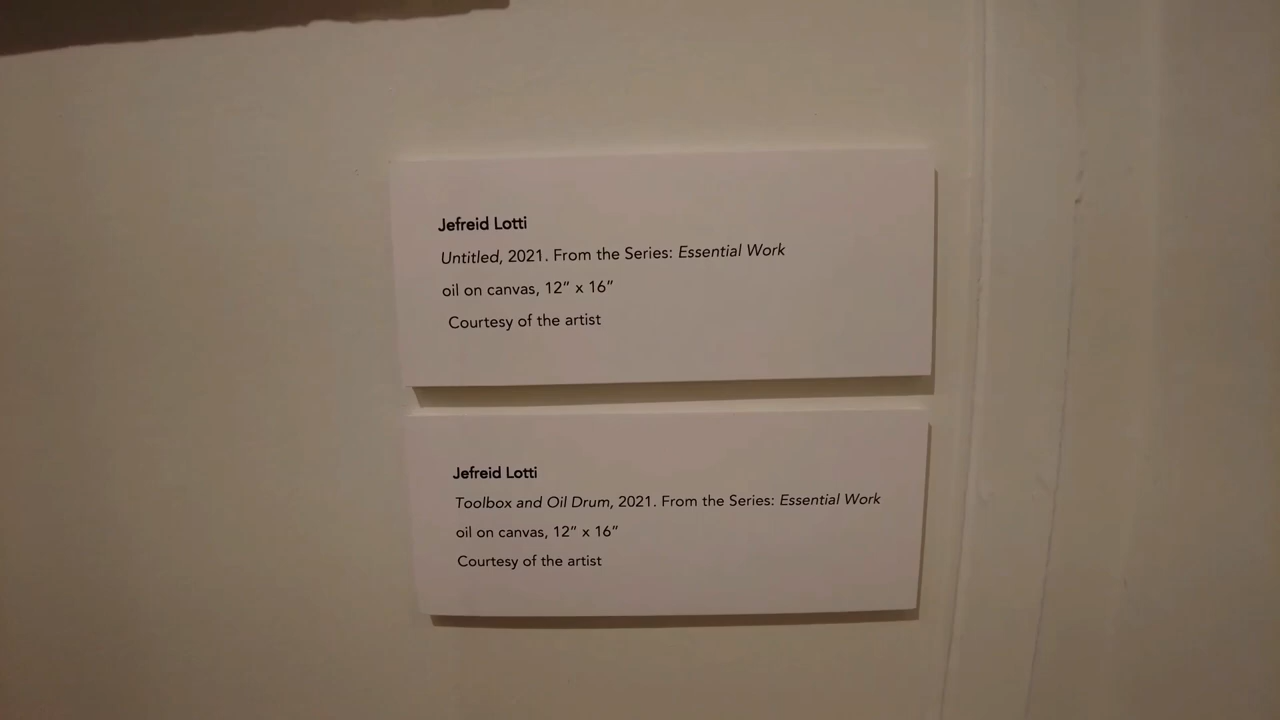 Jefreid Lotti
Untitled, 2021. From the Series: Essential Work
oil on canvas, 12” x 16”
Courtesy of the artist
Jefreid Lotti
Toolbox and Oil Drum, 2021. From the Series: Essential Work
oil on canvas, 12” x 16”
Courtesy of the artist